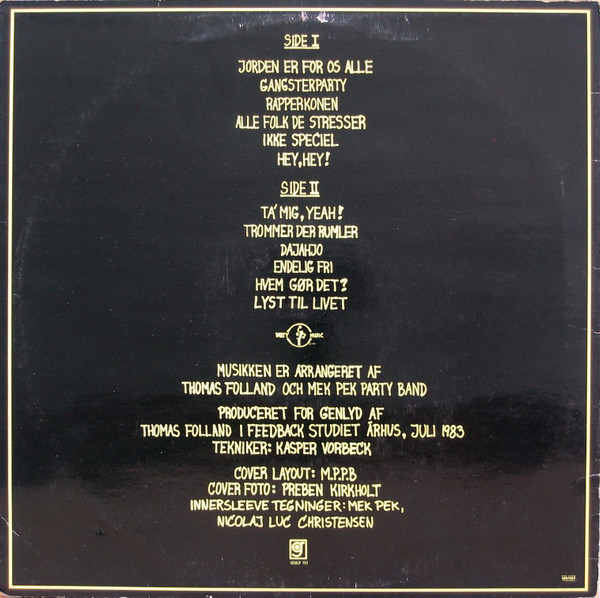 SIDE I
JORDEN ER FOR OS ALLE
GANGSTERPARTY
RAPPERKONEN
ALLE FOLK DE STRESSER
IKKE SPECIEL
HEY, HEY!
SIDE II
TA' MIG, YEAH!
TROMMER DER RUMLER
DAJAHJO
ENDELIG FRI
HVEM GØR DET?
LYST TIL LIVET
MUSIKKEN ER ARRANGERET AF
THOMAS FOLLAND OCH MEK PEK PARTY BAND
PRODUCERET FOR GENLYD AF
THOMAS FOLLAND I FEEDBACK STUDIET ÅRHUS, JULI 1983
TEKNIKER: KASPER VORBECK
COVER LAYOUT: M.P.P.B
COVER FOTO: PREBEN KIRKHOLT
INNERSLEEVE TEGNINGER: MEK PEK,
NICOLAJ LUC CHRISTENSEN